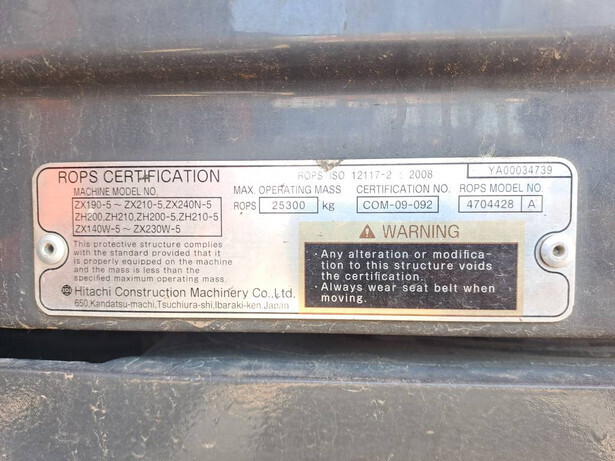 ROPS CERTIFICATION
ROPS ISO 12117-2 : 2008
YA00034739
MACHINE MODEL NO.
ZX190-5 ~ ZX210-5,ZX240N-5
ZH200,ZH210,ZH200-5,ZH210-5
ZX140W-5 ~ ZX230W-5
MAX. OPERATING MASS
ROPS 25300 kg
CERTIFICATION NO.
COM-09-092
ROPS MODEL NO.
4704428 A
This protective structure complies
with the standard provided that it
is properly equipped on the machine
and the mass is less than the
specified maximum operating mass.
Hitachi Construction Machinery Co.,Ltd.
650,Kandatsu-machi,Tsuchiura-shi,Ibaraki-ken,Japan
WARNING
·Any alteration or modifica-
tion to this structure voids
the certification.
·Always wear seat belt when
moving.